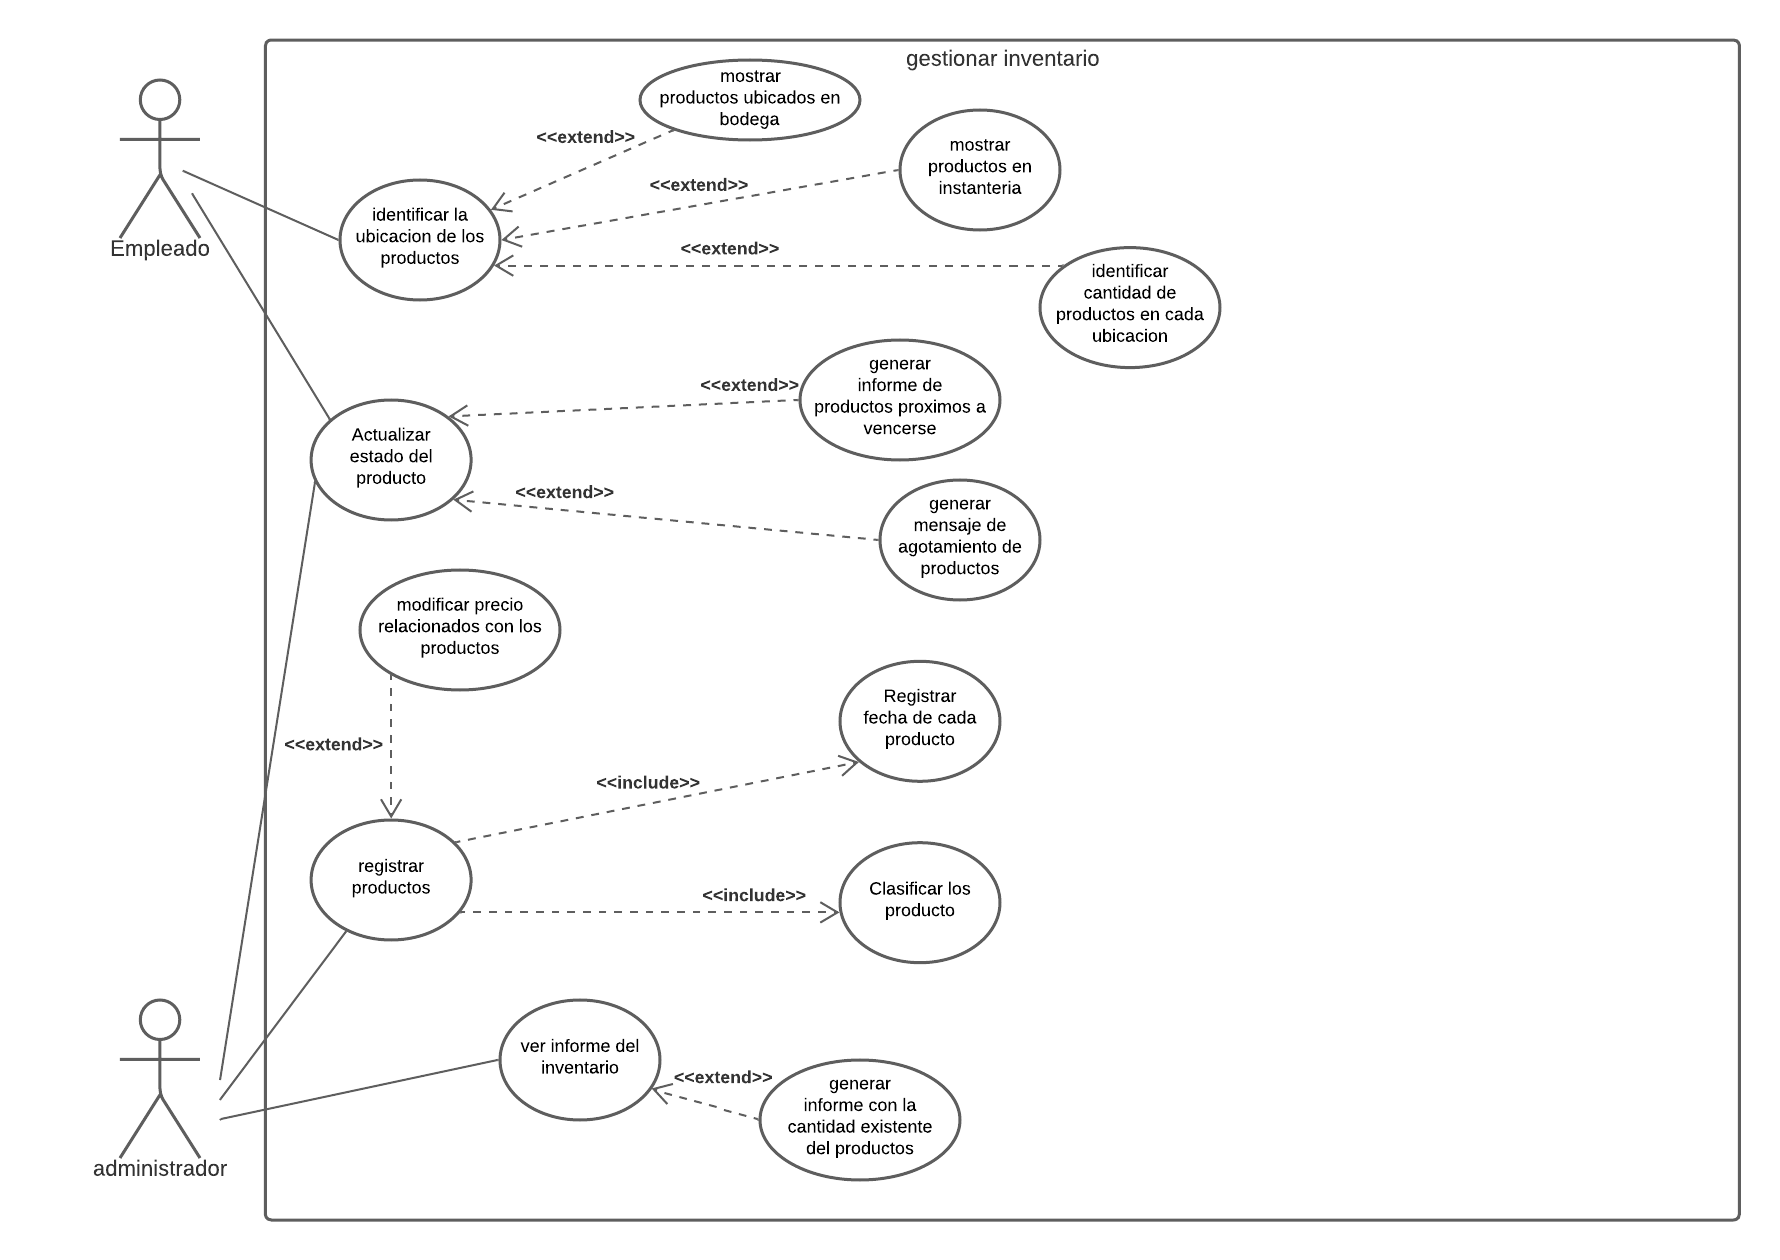 gestionar inventario
mostrar
productos ubicados en
bodega
<<extend>>
mostrar
productos en
instanteria
<<extend>>
identificar la
ubicacion de los
productos
Empleado
<<extend>>
identificar
cantidad de
productos en cada
ubicacion
generar
informe de
productos proximos a
vencerse
<<extend>>
Actualizar
estado del
producto
<<extend>>
generar
mensaje de
agotamiento de
productos
modificar precio
relacionados con los
productos
Registrar
fecha de cada
producto
<<extend>>
<<include>>
registrar
productos
<<include>>
Clasificar los
producto
ver informe del
inventario
<<extend>>
generar
informe con la
cantidad existente
del productos
administrador